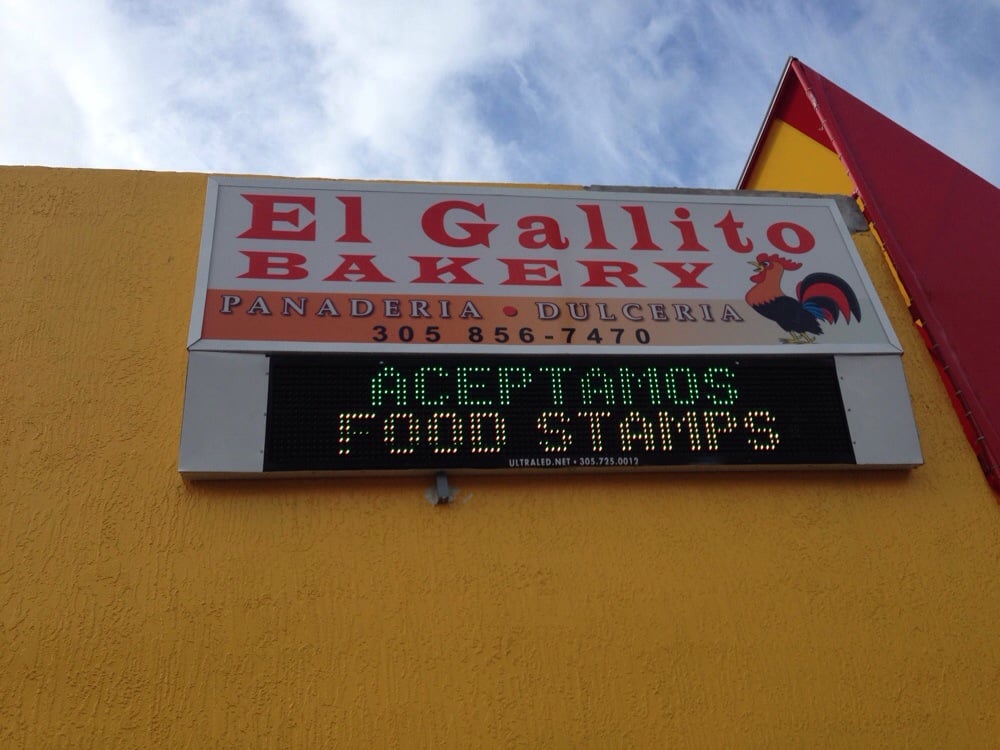 El Gallito
BAKERY
PANADERIA • DULCERIA
305 856-7470
ACEPTAMOS
FOOD STAMPS
ULTRALED.NET • 305.725.0012